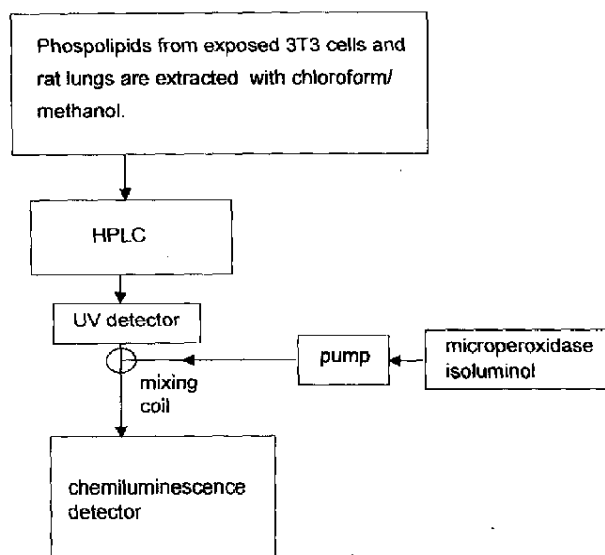 Phospolipids from exposed 3T3 cells and
rat lungs are extracted with chloroform/
methanol.
HPLC
UV detector
mixing
coil
pump
microperoxidase
isoluminol
chemiluminescence
detector